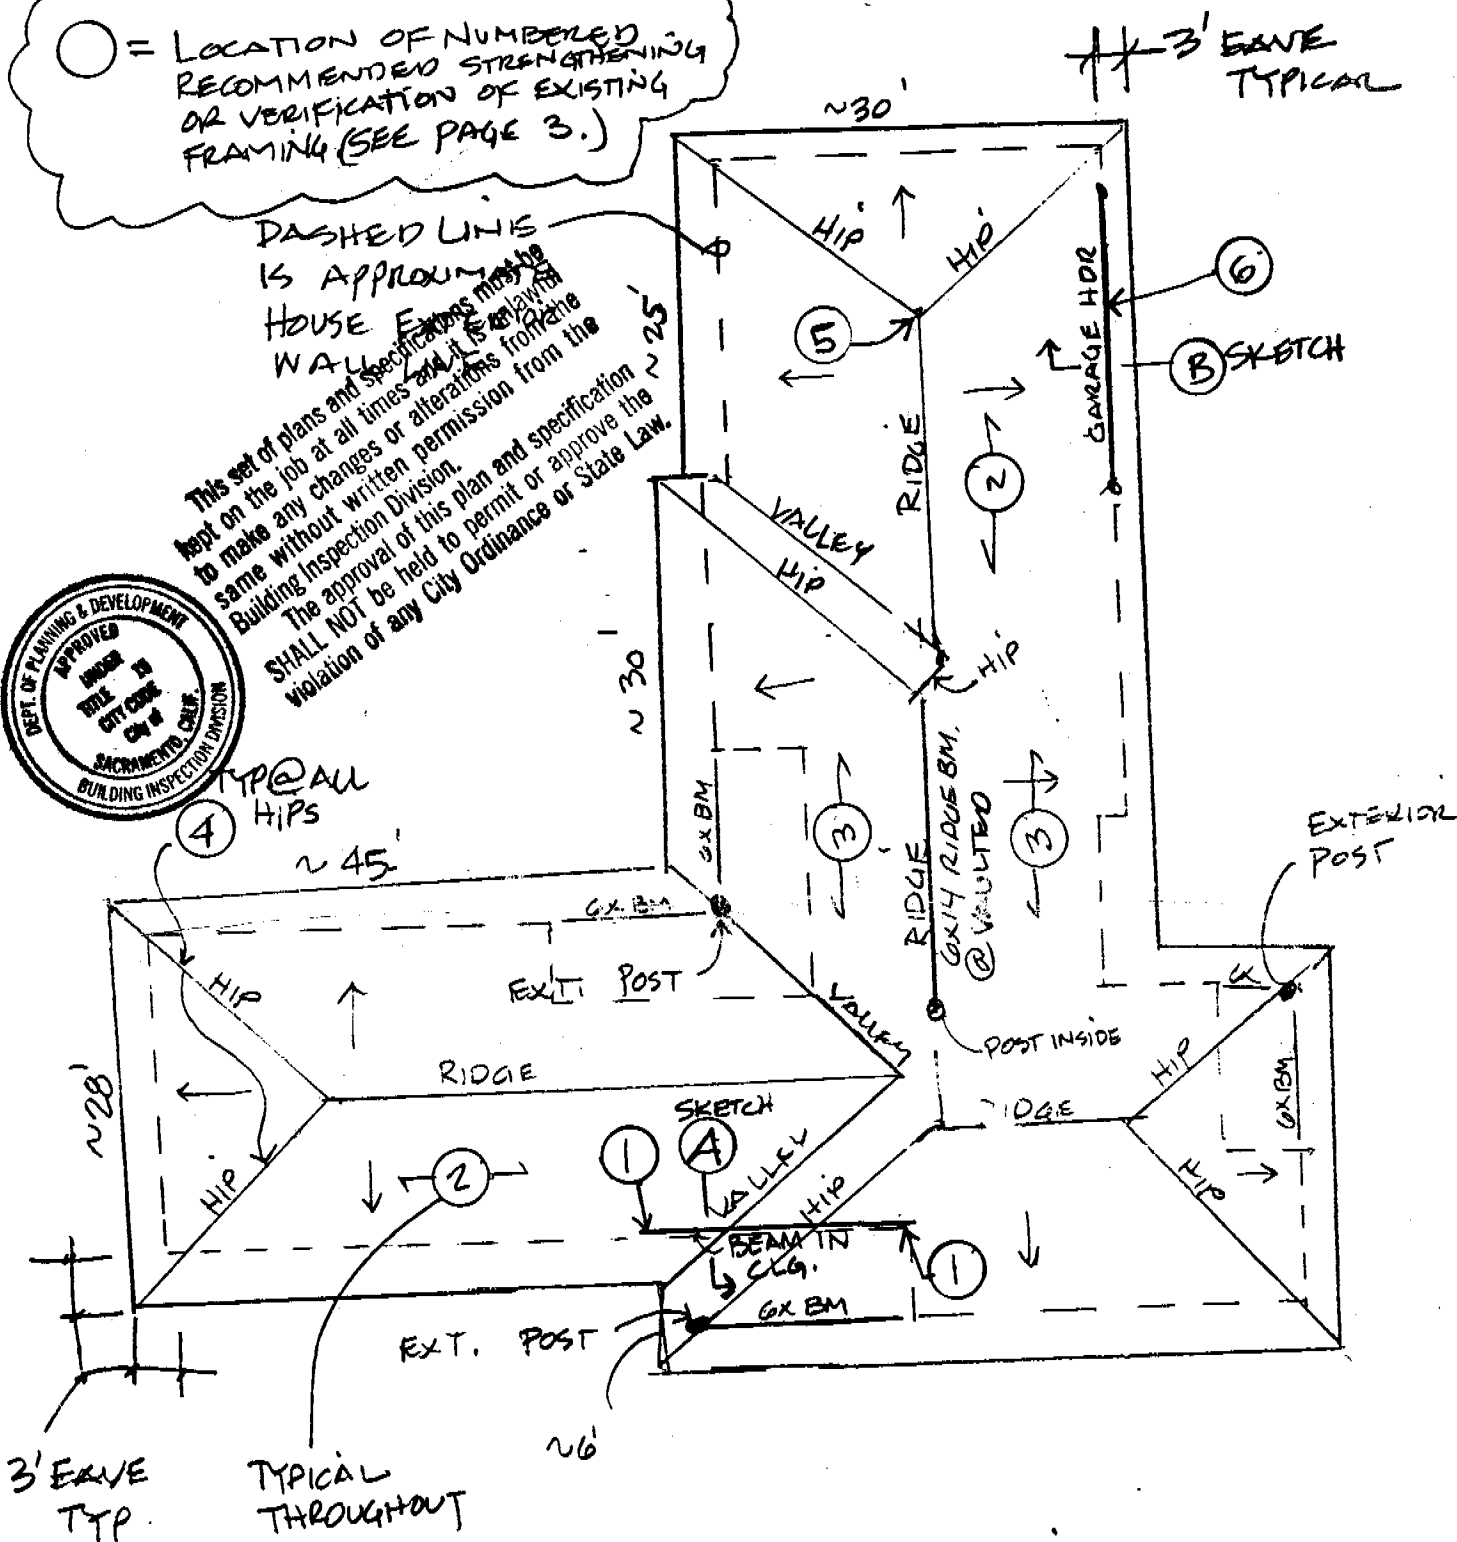 = LOCATION OF NUMBERED
RECOMMENDED STRENGTHENING
OR VERIFICATION OF EXISTING
FRAMING. (SEE PAGE 3.)
3' EAVE
TYPICAL
~30'
DASHED LINE
IS
HOUSE
WALL
~25'
HIP
HIP
GARAGE HDR
6
5
B SKETCH
This set of plans and specifications must be
kept on the job at all times and it is unlawful
to make any changes or alterations from the
same without written permission from the
Building Inspection Division.
The approval of this plan and specification
SHALL NOT be held to permit or approve the
violation of any City Ordinance or State Law.
RIDGE
2
VALLEY
HIP
HIP
DEPT. OF PLANNING & DEVELOPMENT
APPROVED
UNDER
TITLE
CITY CODE
City of
SACRAMENTO, CALIF.
BUILDING INSPECTION DIVISION
~30'
TYP @ ALL
HIPS
4
6X BM
3
RIDGE
6X14 RIDGE BM.
@ VAULTED
3
EXTERIOR
POST
~45'
6X BM
EXT. POST
VALLEY
6X
HIP
POST INSIDE
HIP
RIDGE
~28'
RIDGE
6X BM
SKETCH
1
A
VALLEY
HIP
2
HIP
HIP
BEAM IN
CLG.
1
6X BM
EXT. POST
~6'
3' EAVE
TYP.
TYPICAL
THROUGHOUT